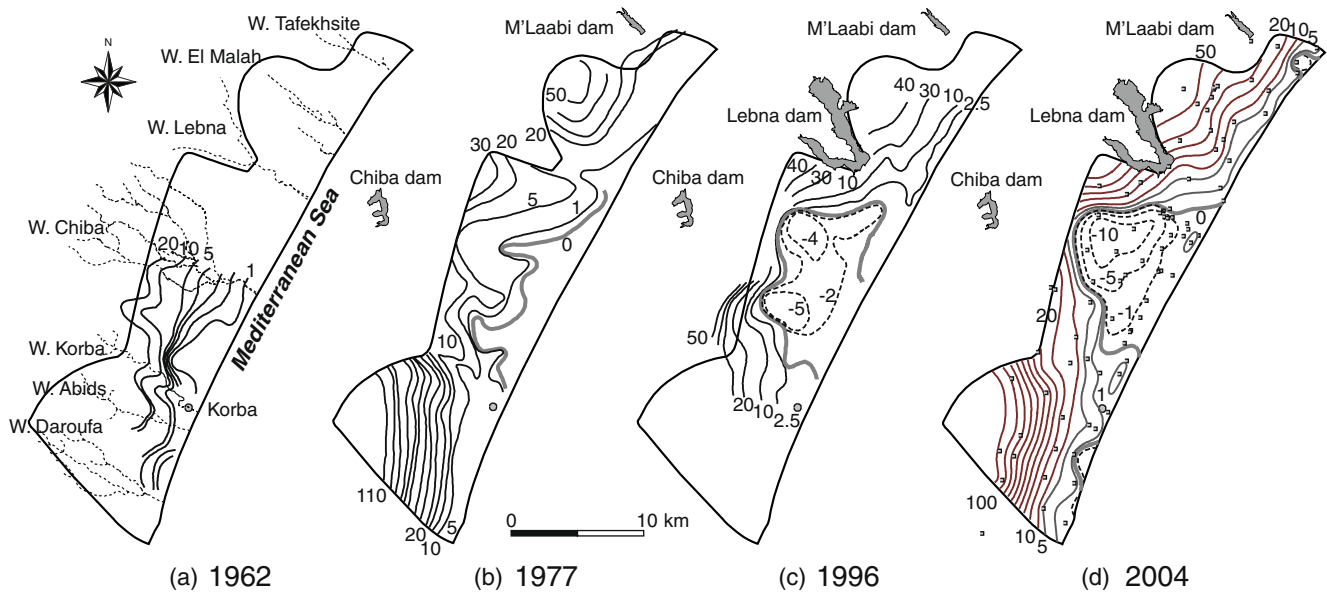 N
W. Tafekhsite
W. El Malah
W. Lebna
W. Chiba
20 10 5 1
W. Korba
W. Abids
W. Daroufa
Korba
Mediterranean Sea
(a) 1962
M'Laabi dam
50
20
30 20
Chiba dam
5
1
0
10
110
20
10
5
(b) 1977
0 10 km
M'Laabi dam
Lebna dam
40 30 10 2.5
40
30
10
Chiba dam
-4
-2
-5
50
20 10 2.5
(c) 1996
M'Laabi dam
20 10 5
50
Lebna dam
Chiba dam
0
-10
-5
-1
20
1
100
10
5
(d) 2004